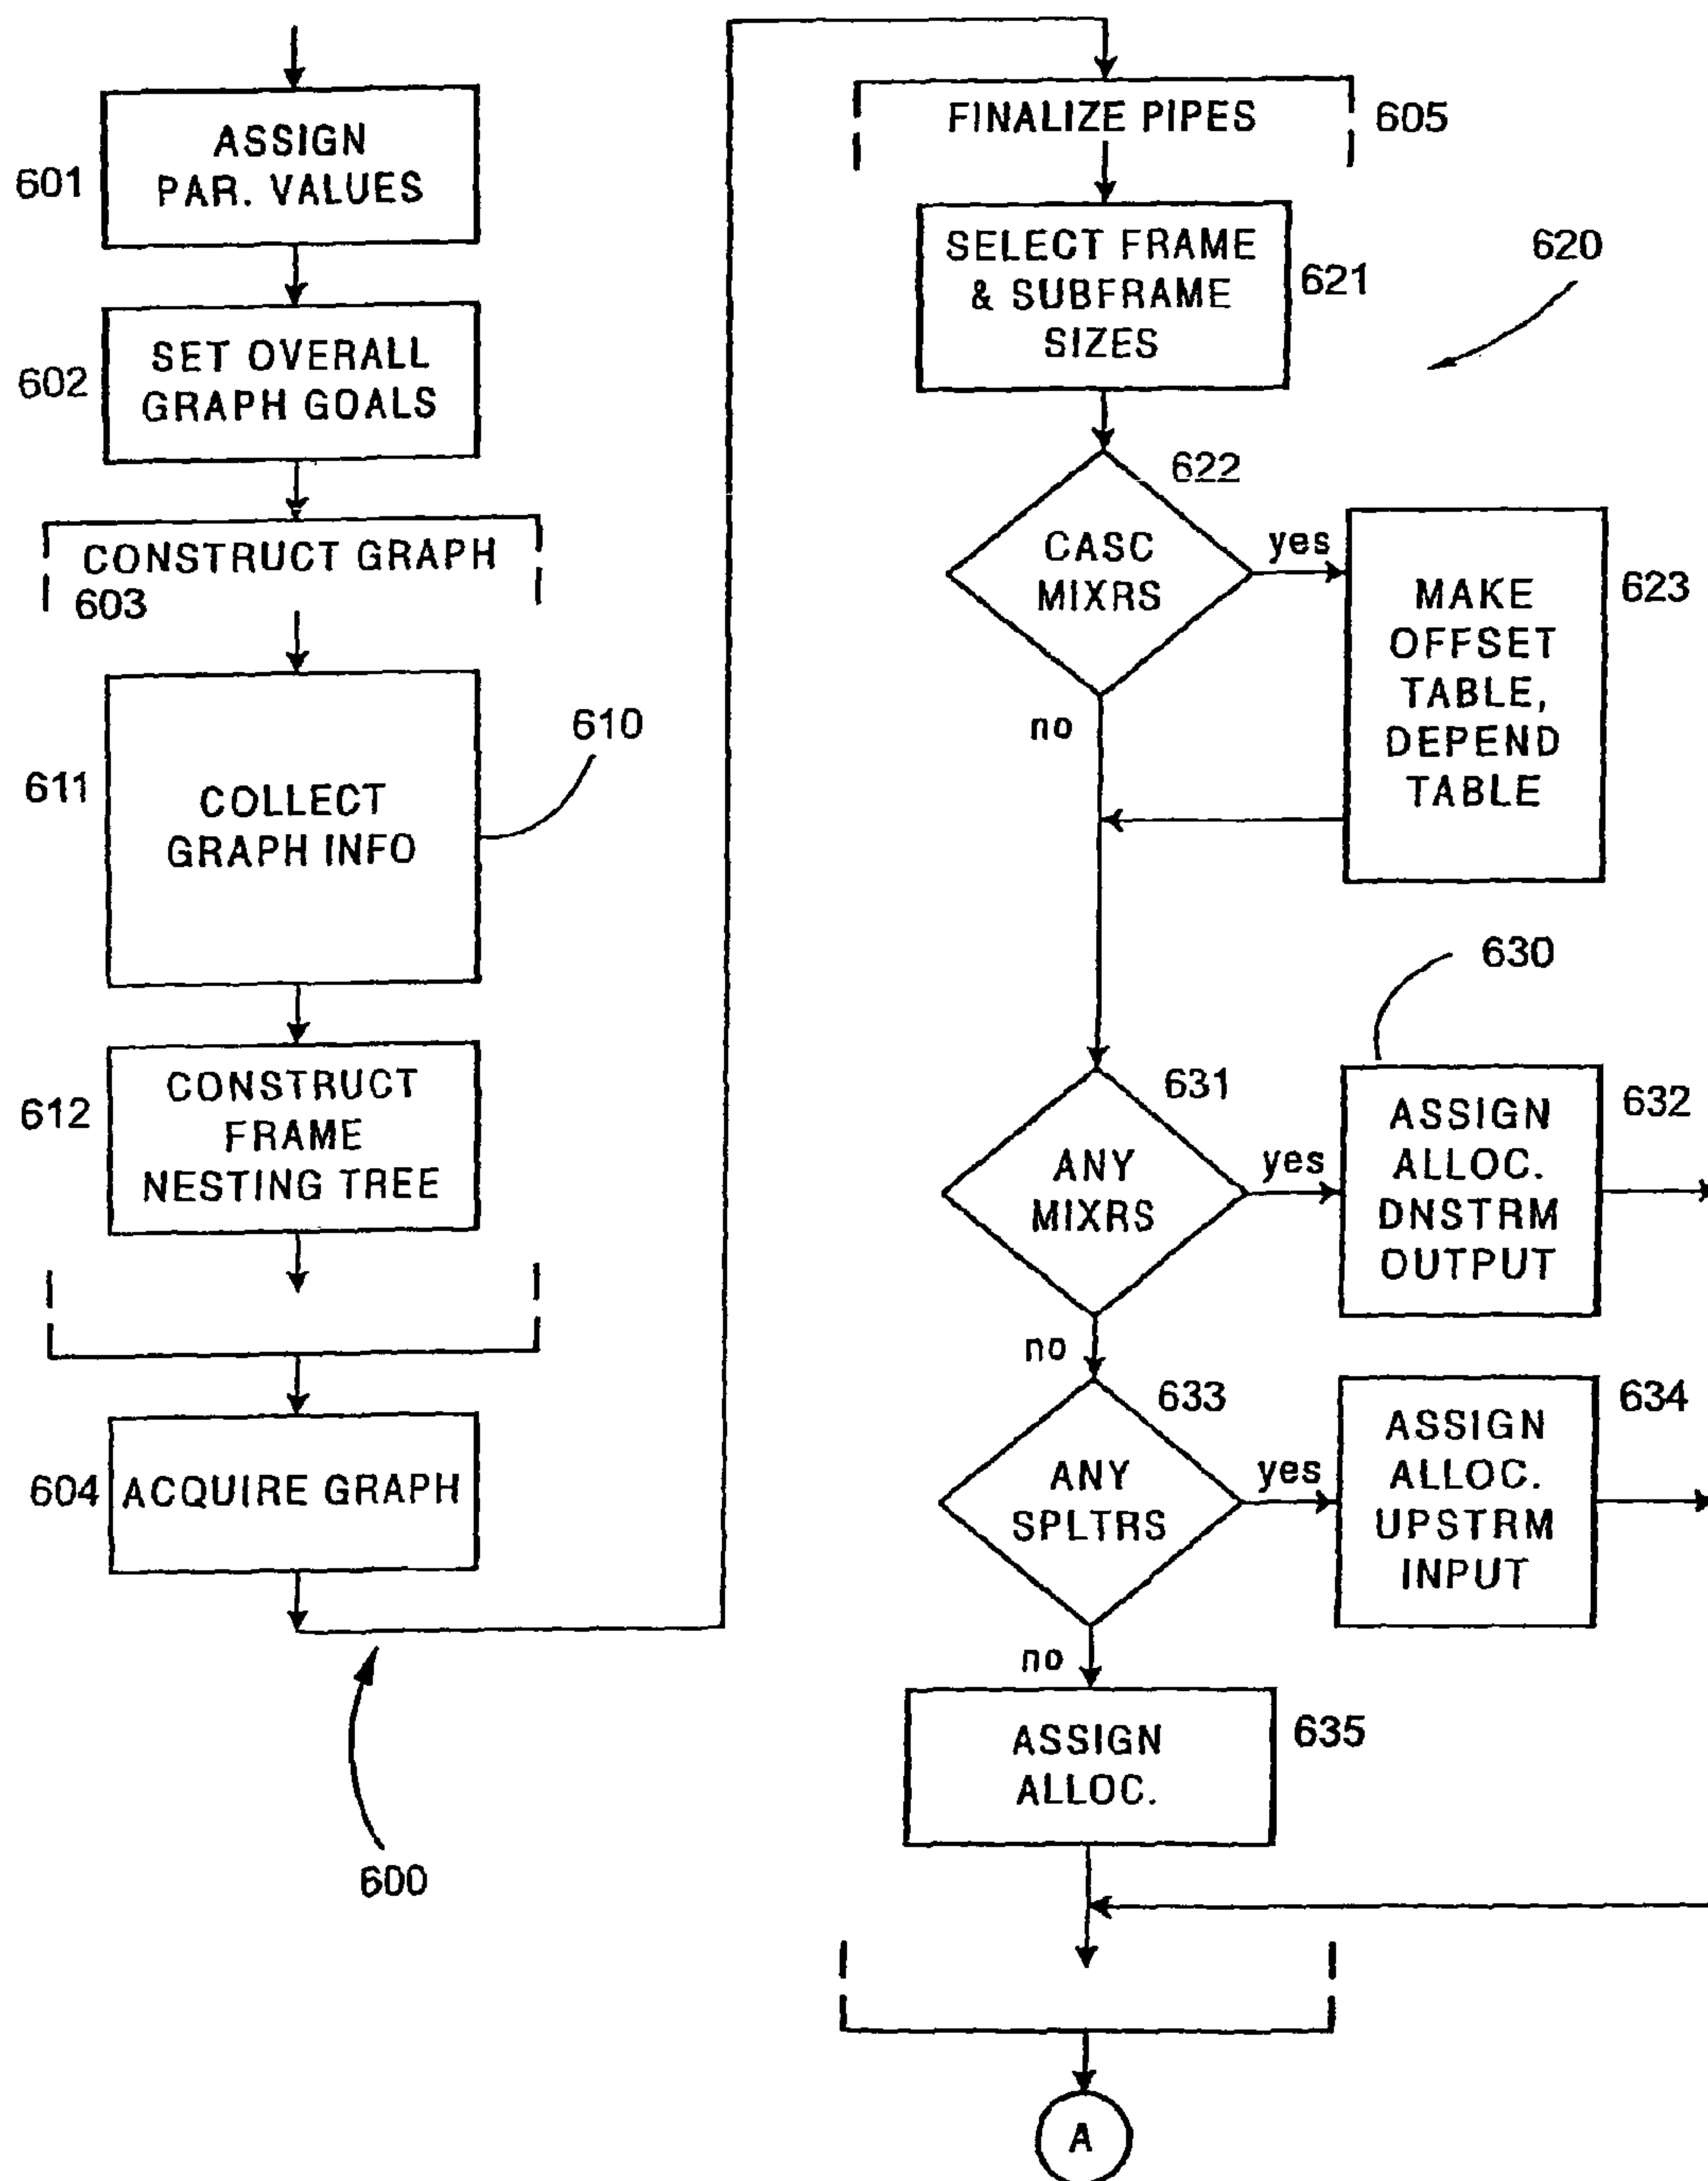 ASSIGN
PAR. VALUES
601
SET OVERALL
GRAPH GOALS
602
CONSTRUCT GRAPH
603
COLLECT
GRAPH INFO
611
610
CONSTRUCT
FRAME
NESTING TREE
612
604
ACQUIRE GRAPH
600
FINALIZE PIPES
605
SELECT FRAME
& SUBFRAME
SIZES
621
620
622
CASC
MIXRS
yes
no
MAKE
OFFSET
TABLE,
DEPEND
TABLE
623
630
631
ANY
MIXRS
yes
no
ASSIGN
ALLOC.
DNSTRM
OUTPUT
632
633
ANY
SPLTRS
yes
no
ASSIGN
ALLOC.
UPSTRM
INPUT
634
ASSIGN
ALLOC.
635
A